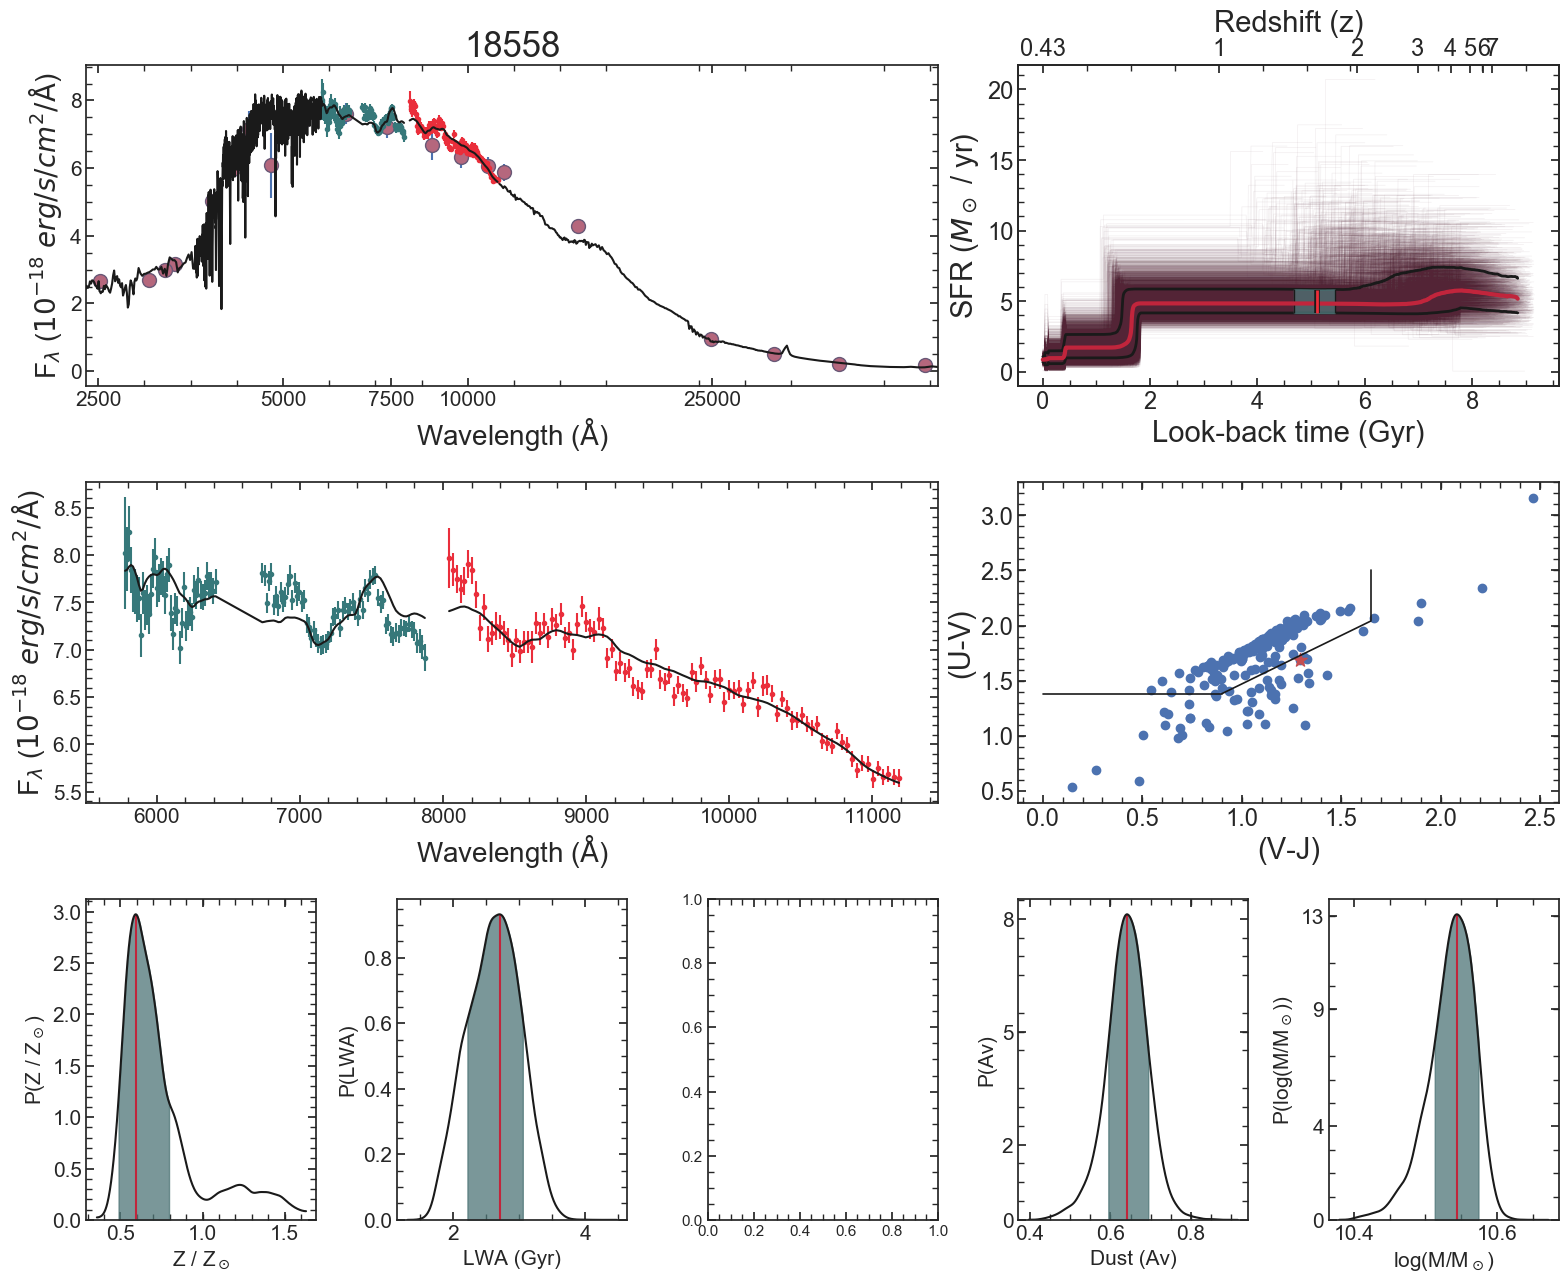 18558
F_λ (10^−18 erg/s/cm^2/Å)
8
6
4
2
0
2500 5000 7500 10000 25000
Wavelength (Å)
Redshift (z)
0.43 1 2 3 4 5 6 7
SFR (M_⊙ / yr)
20
15
10
5
0
0 2 4 6 8
Look-back time (Gyr)
F_λ (10^−18 erg/s/cm^2/Å)
8.5
8.0
7.5
7.0
6.5
6.0
5.5
6000 7000 8000 9000 10000 11000
Wavelength (Å)
(U-V)
3.0
2.5
2.0
1.5
1.0
0.5
0.0 0.5 1.0 1.5 2.0 2.5
(V-J)
P(Z / Z_⊙)
3.0
2.5
2.0
1.5
1.0
0.5
0.0
0.5 1.0 1.5
Z / Z_⊙
P(LWA)
0.8
0.6
0.4
0.2
0.0
2 4
LWA (Gyr)
1.0
0.8
0.6
0.4
0.2
0.0
0.0 0.2 0.4 0.6 0.8 1.0
P(Av)
8
5
2
0
0.4 0.6 0.8
Dust (Av)
P(log(M/M_⊙))
13
9
4
0
10.4 10.6
log(M/M_⊙)